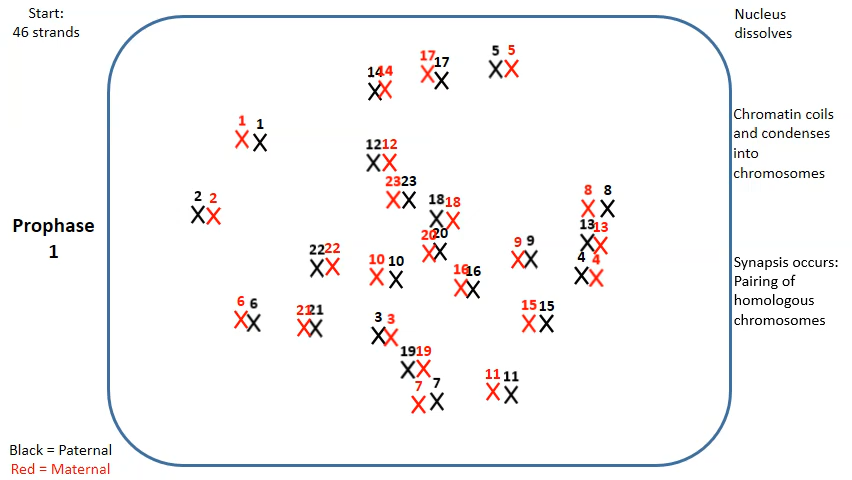 Start:
46 strands
Nucleus
dissolves
17 17 5 5
14 14
Chromatin coils
and condenses
into
chromosomes
1 1
12 12
23 23
2 2 18 18 8 8
Prophase
1
20 20 13 13
22 22 10 10 9 9 4 4
16 16
Synapsis occurs:
Pairing of
homologous
chromosomes
6 6 21 21 3 3 15 15
19 19
7 7 11 11
Black = Paternal
Red = Maternal